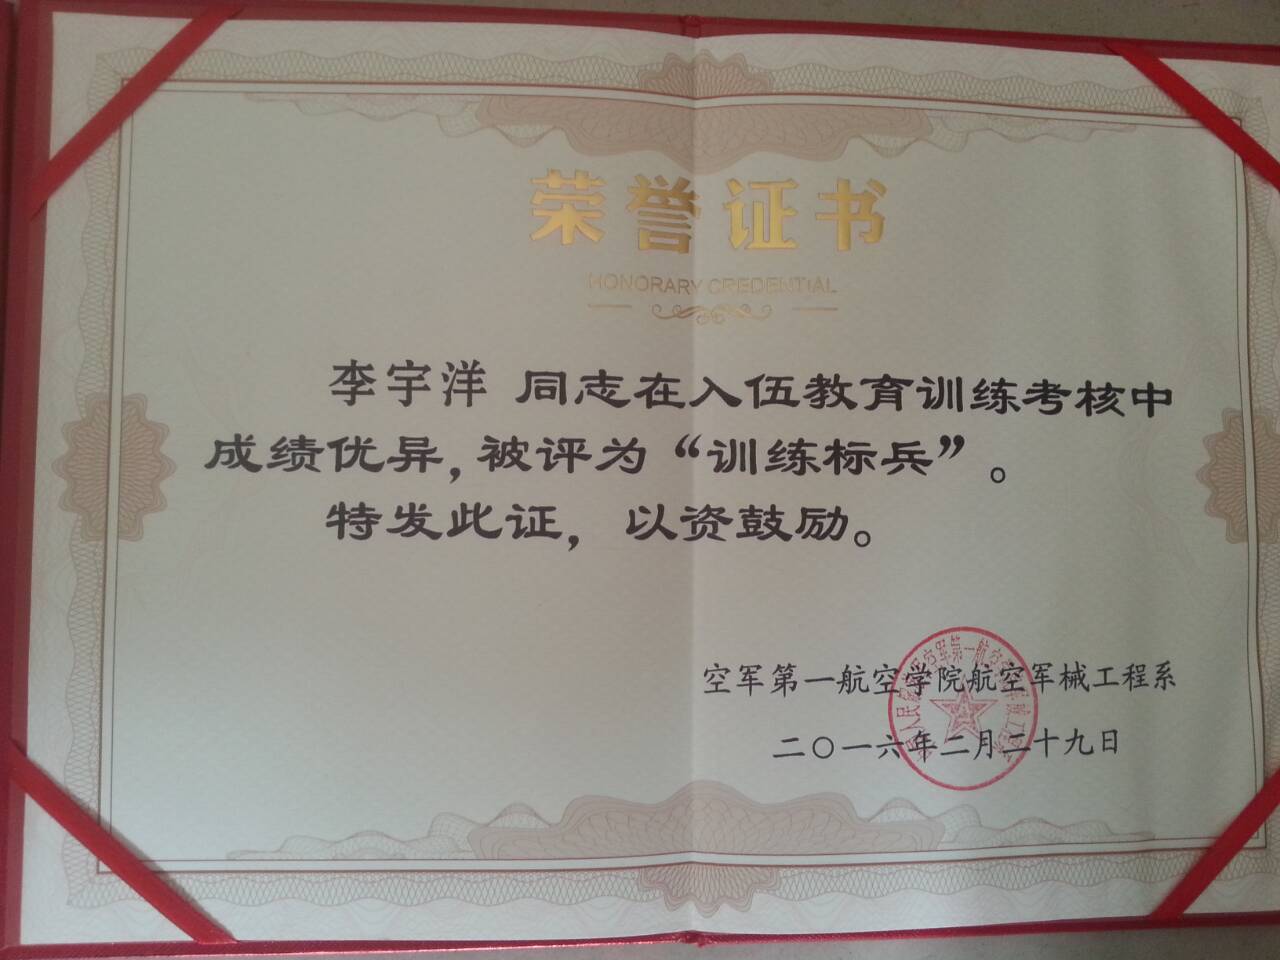 荣誉证书
HONORARY CREDENTIAL
李宇洋 同志在入伍教育训练考核中
成绩优异，被评为“训练标兵”。
特发此证，以资鼓励。
空军第一航空学院航空军械工程系
二〇一六年二月二十九日